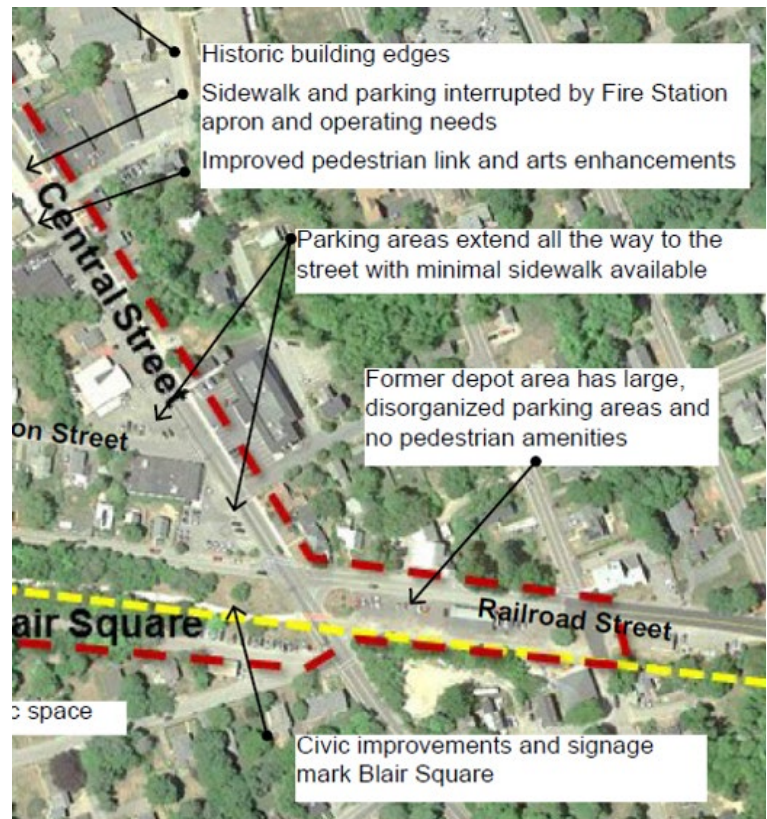 Historic building edges
Sidewalk and parking interrupted by Fire Station
apron and operating needs
Improved pedestrian link and arts enhancements
Central Street
Parking areas extend all the way to the
street with minimal sidewalk available
Former depot area has large,
disorganized parking areas and
no pedestrian amenities
on Street
Railroad Street
air Square
c space
Civic improvements and signage
mark Blair Square